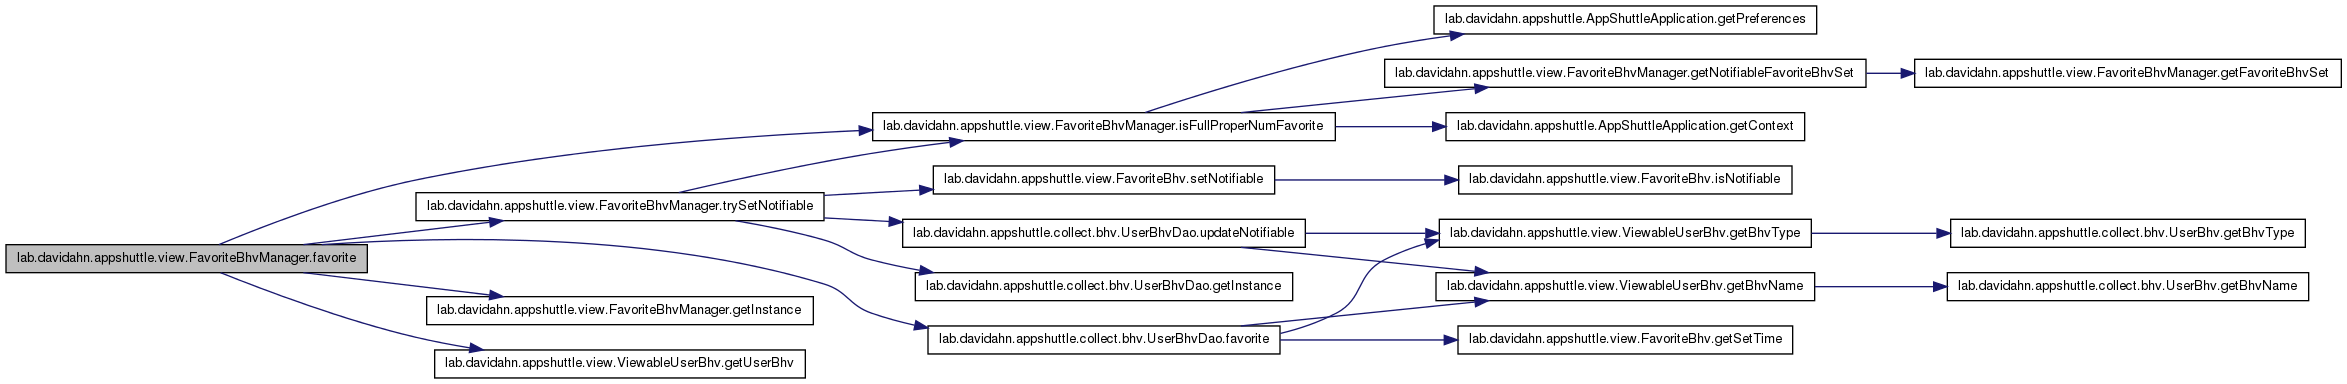 lab.davidahn.appshuttle.AppShuttleApplication.getPreferences
lab.davidahn.appshuttle.view.FavoriteBhvManager.getNotifiableFavoriteBhvSet
lab.davidahn.appshuttle.view.FavoriteBhvManager.getFavoriteBhvSet
lab.davidahn.appshuttle.view.FavoriteBhvManager.isFullProperNumFavorite
lab.davidahn.appshuttle.AppShuttleApplication.getContext
lab.davidahn.appshuttle.view.FavoriteBhv.setNotifiable
lab.davidahn.appshuttle.view.FavoriteBhv.isNotifiable
lab.davidahn.appshuttle.view.FavoriteBhvManager.trySetNotifiable
lab.davidahn.appshuttle.collect.bhv.UserBhvDao.updateNotifiable
lab.davidahn.appshuttle.view.ViewableUserBhv.getBhvType
lab.davidahn.appshuttle.collect.bhv.UserBhv.getBhvType
lab.davidahn.appshuttle.view.FavoriteBhvManager.favorite
lab.davidahn.appshuttle.collect.bhv.UserBhvDao.getInstance
lab.davidahn.appshuttle.view.ViewableUserBhv.getBhvName
lab.davidahn.appshuttle.collect.bhv.UserBhv.getBhvName
lab.davidahn.appshuttle.view.FavoriteBhvManager.getInstance
lab.davidahn.appshuttle.collect.bhv.UserBhvDao.favorite
lab.davidahn.appshuttle.view.FavoriteBhv.getSetTime
lab.davidahn.appshuttle.view.ViewableUserBhv.getUserBhv